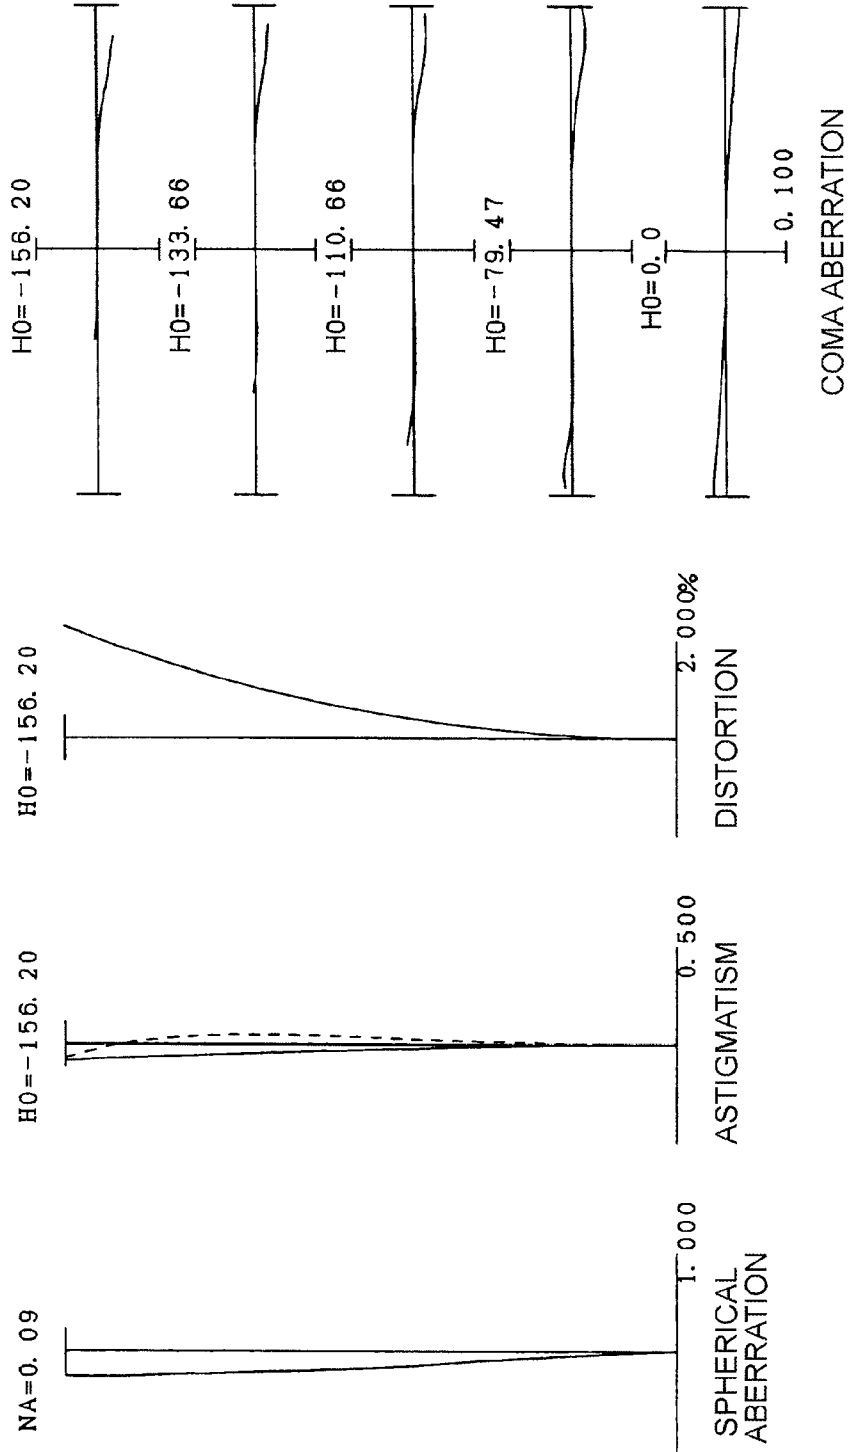 NA=0. 09
1. 000
SPHERICAL
ABERRATION
H0=-156. 20
0. 500
ASTIGMATISM
H0=-156. 20
2. 000%
DISTORTION
H0=-156. 20
H0=-133. 66
H0=-110. 66
H0=-79. 47
H0=0. 0
0. 100
COMA ABERRATION